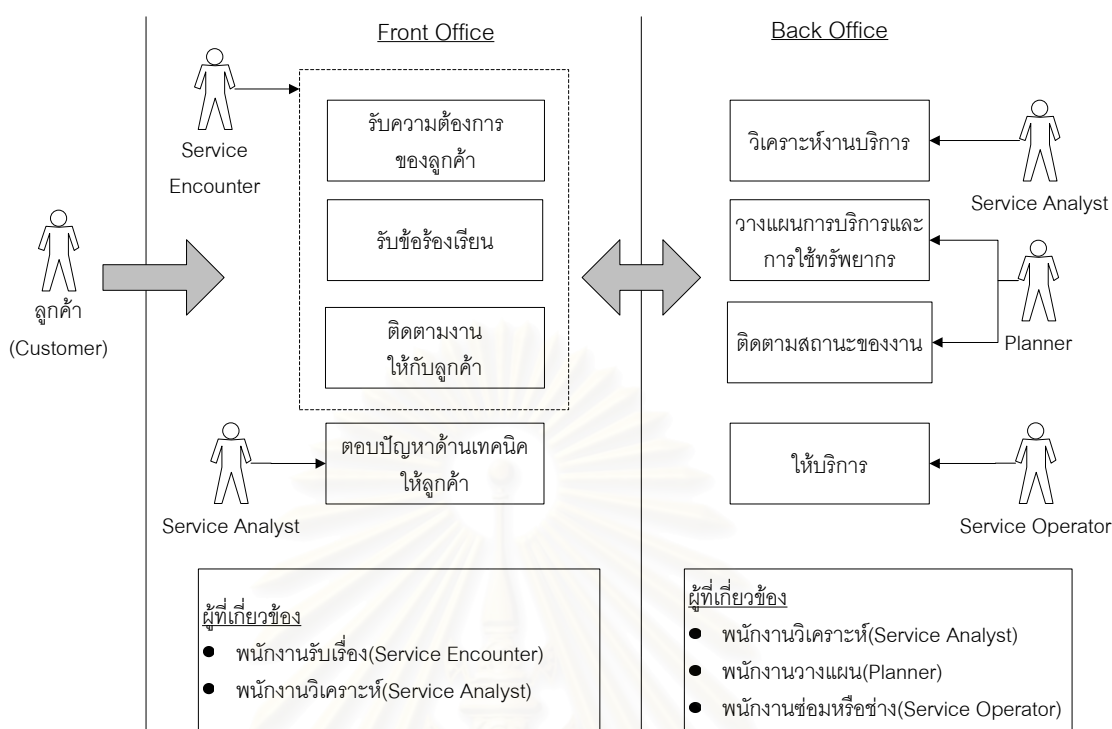 Front Office
Back Office
Service
Encounter
รับความต้องการ
ของลูกค้า
รับข้อร้องเรียน
ติดตามงาน
ให้กับลูกค้า
ลูกค้า
(Customer)
ตอบปัญหาด้านเทคนิค
ให้ลูกค้า
Service Analyst
วิเคราะห์งานบริการ
Service Analyst
วางแผนการบริการและ
การใช้ทรัพยากร
ติดตามสถานะของงาน
Planner
ให้บริการ
Service Operator
ผู้ที่เกี่ยวข้อง
● พนักงานรับเรื่อง(Service Encounter)
● พนักงานวิเคราะห์(Service Analyst)
ผู้ที่เกี่ยวข้อง
● พนักงานวิเคราะห์(Service Analyst)
● พนักงานวางแผน(Planner)
● พนักงานซ่อมหรือช่าง(Service Operator)